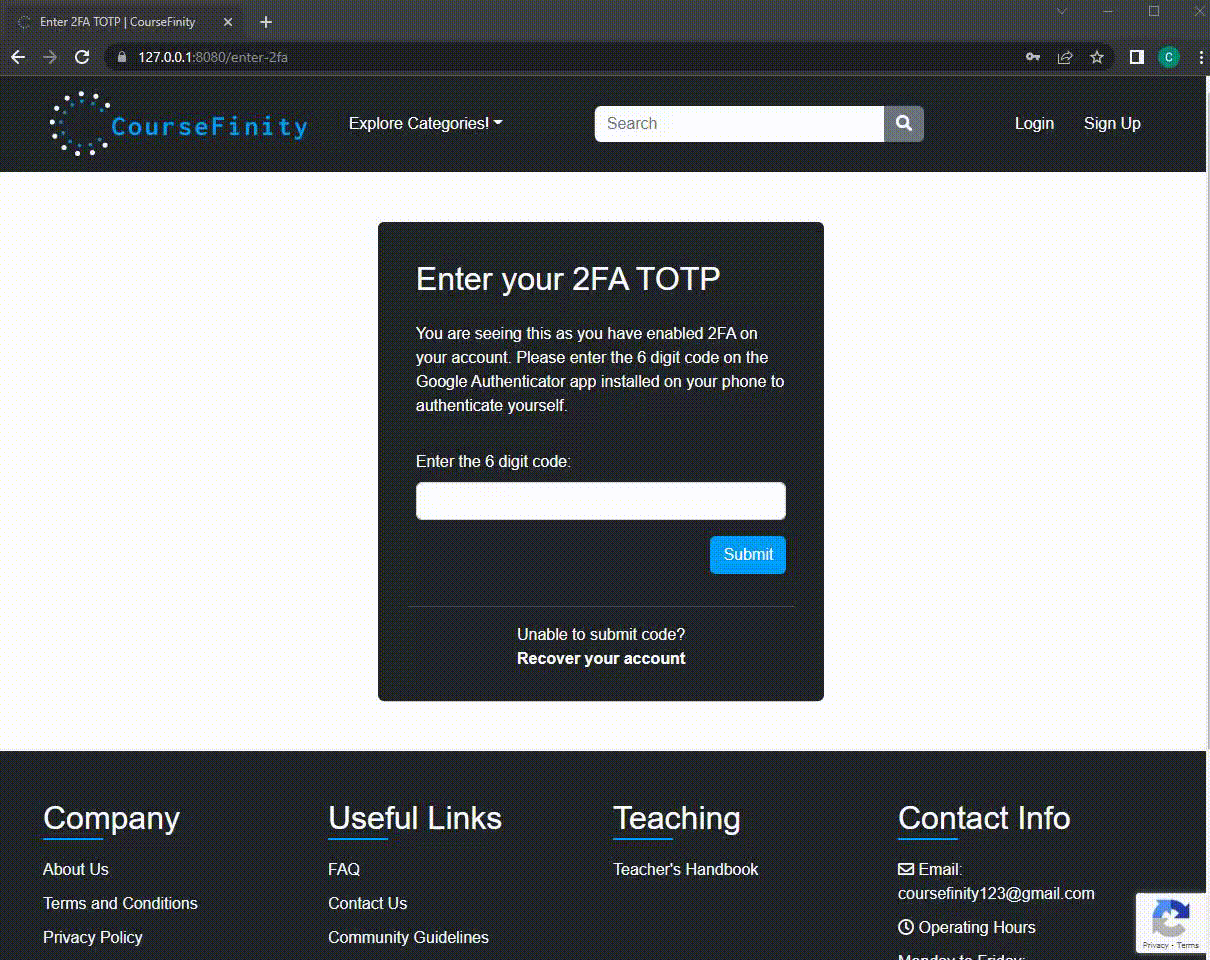 Enter 2FA TOTP | CourseFinity
127.0.0.1:8080/enter-2fa
C
CourseFinity
Explore Categories!
Search
Login
Sign Up
Enter your 2FA TOTP
You are seeing this as you have enabled 2FA on
your account. Please enter the 6 digit code on the
Google Authenticator app installed on your phone to
authenticate yourself.
Enter the 6 digit code:
Submit
Unable to submit code?
Recover your account
Company
About Us
Terms and Conditions
Privacy Policy
Useful Links
FAQ
Contact Us
Community Guidelines
Teaching
Teacher's Handbook
Contact Info
Email:
coursefinity123@gmail.com
Operating Hours
Monday to Friday:
Privacy - Terms